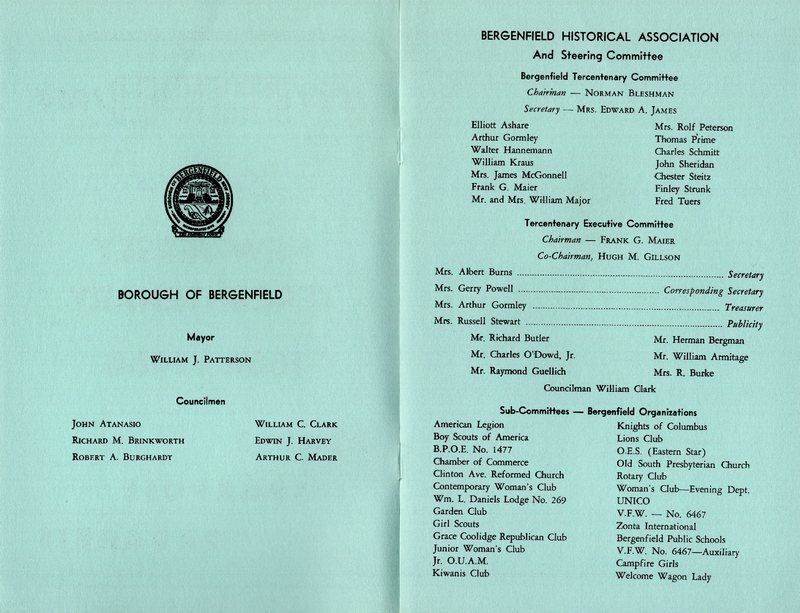 BERGENFIELD
BOROUGH OF BERGENFIELD
Mayor
WILLIAM J. PATTERSON
Councilmen
JOHN ATANASIO WILLIAM C. CLARK
RICHARD M. BRINKWORTH EDWIN J. HARVEY
ROBERT A. BURGHARDT ARTHUR C. MADER
BERGENFIELD HISTORICAL ASSOCIATION
And Steering Committee
Bergenfield Tercentenary Committee
Chairman — NORMAN BLESHMAN
Secretary — MRS. EDWARD A. JAMES
Elliott Ashare Mrs. Rolf Peterson
Arthur Gormley Thomas Prime
Walter Hannemann Charles Schmitt
William Kraus John Sheridan
Mrs. James McGonnell Chester Steitz
Frank G. Maier Finley Strunk
Mr. and Mrs. William Major Fred Tuers
Tercentenary Executive Committee
Chairman — FRANK G. MAIER
Co-Chairman, HUGH M. GILLSON
Mrs. Albert Burns ........ Secretary
Mrs. Gerry Powell ........ Corresponding Secretary
Mrs. Arthur Gormley ........ Treasurer
Mrs. Russell Stewart ........ Publicity
Mr. Richard Butler Mr. Herman Bergman
Mr. Charles O'Dowd, Jr. Mr. William Armitage
Mr. Raymond Guellich Mrs. R. Burke
Councilman William Clark
Sub-Committees — Bergenfield Organizations
American Legion Knights of Columbus
Boy Scouts of America Lions Club
B.P.O.E. No. 1477 O.E.S. (Eastern Star)
Chamber of Commerce Old South Presbyterian Church
Clinton Ave. Reformed Church Rotary Club
Contemporary Woman's Club Woman's Club—Evening Dept.
Wm. L. Daniels Lodge No. 269 UNICO
Garden Club V.F.W. — No. 6467
Girl Scouts Zonta International
Grace Coolidge Republican Club Bergenfield Public Schools
Junior Woman's Club V.F.W. No. 6467—Auxiliary
Jr. O.U.A.M. Campfire Girls
Kiwanis Club Welcome Wagon Lady